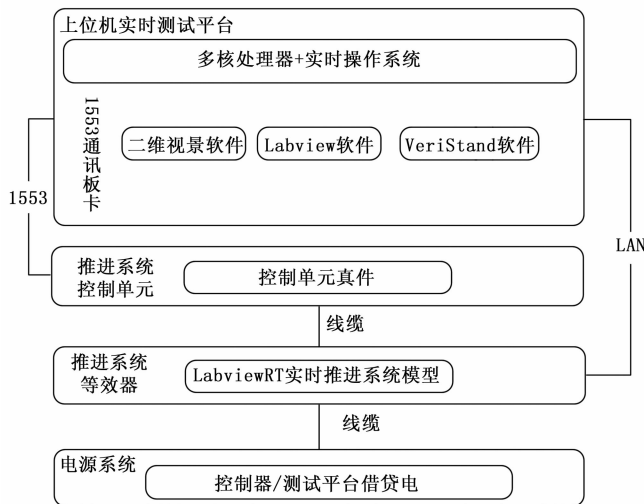 上位机实时测试平台
多核处理器+实时操作系统
1553通讯板卡
二维视景软件
Labview软件
VeriStand软件
1553
LAN
推进系统
控制单元
控制单元真件
线缆
推进系统
等效器
LabviewRT实时推进系统模型
线缆
电源系统
控制器/测试平台借贷电